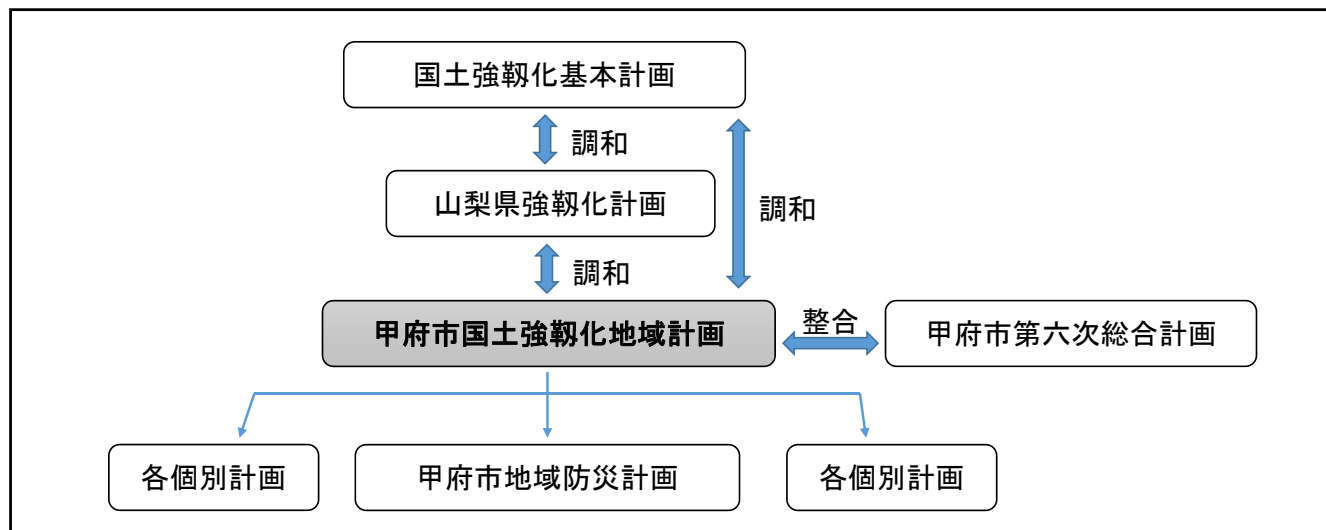 国土強靱化基本計画
調和
山梨県強靱化計画
調和
調和
甲府市国土強靱化地域計画
整合
甲府市第六次総合計画
各個別計画
甲府市地域防災計画
各個別計画